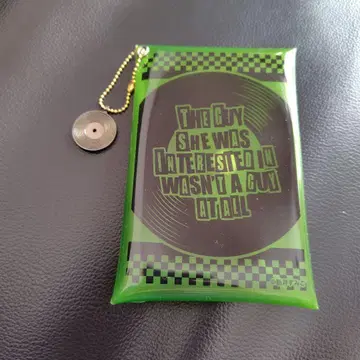 THE GUY
SHE WAS
INTERESTED IN
WASN'T A GUY
AT ALL